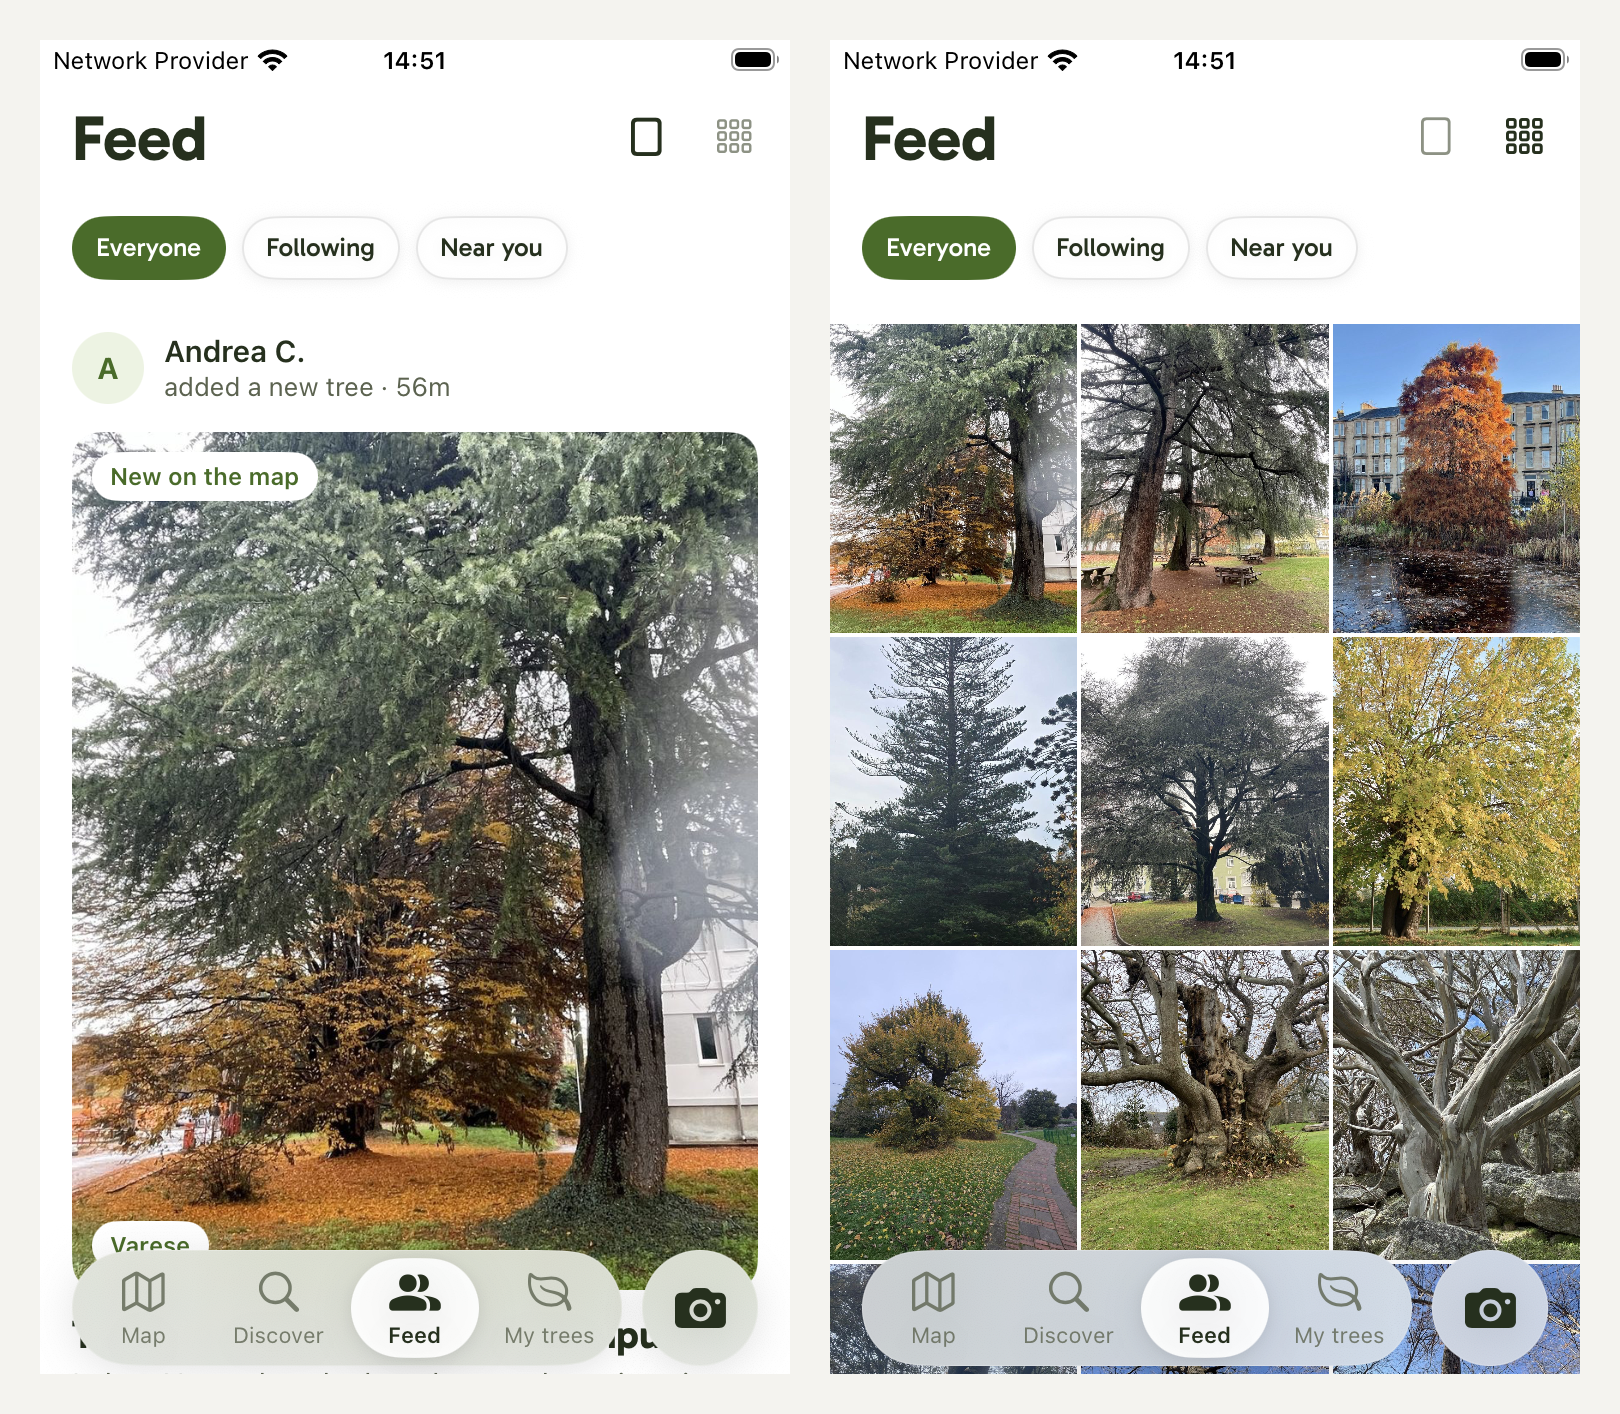 Network Provider 14:51
Feed
Everyone Following Near you
A
Andrea C.
added a new tree · 56m
New on the map
Varese
Map Discover Feed My trees
Network Provider 14:51
Feed
Everyone Following Near you
Map Discover Feed My trees